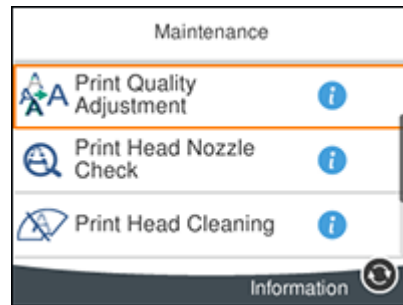 Maintenance
Print Quality
Adjustment
Print Head Nozzle
Check
Print Head Cleaning
Information